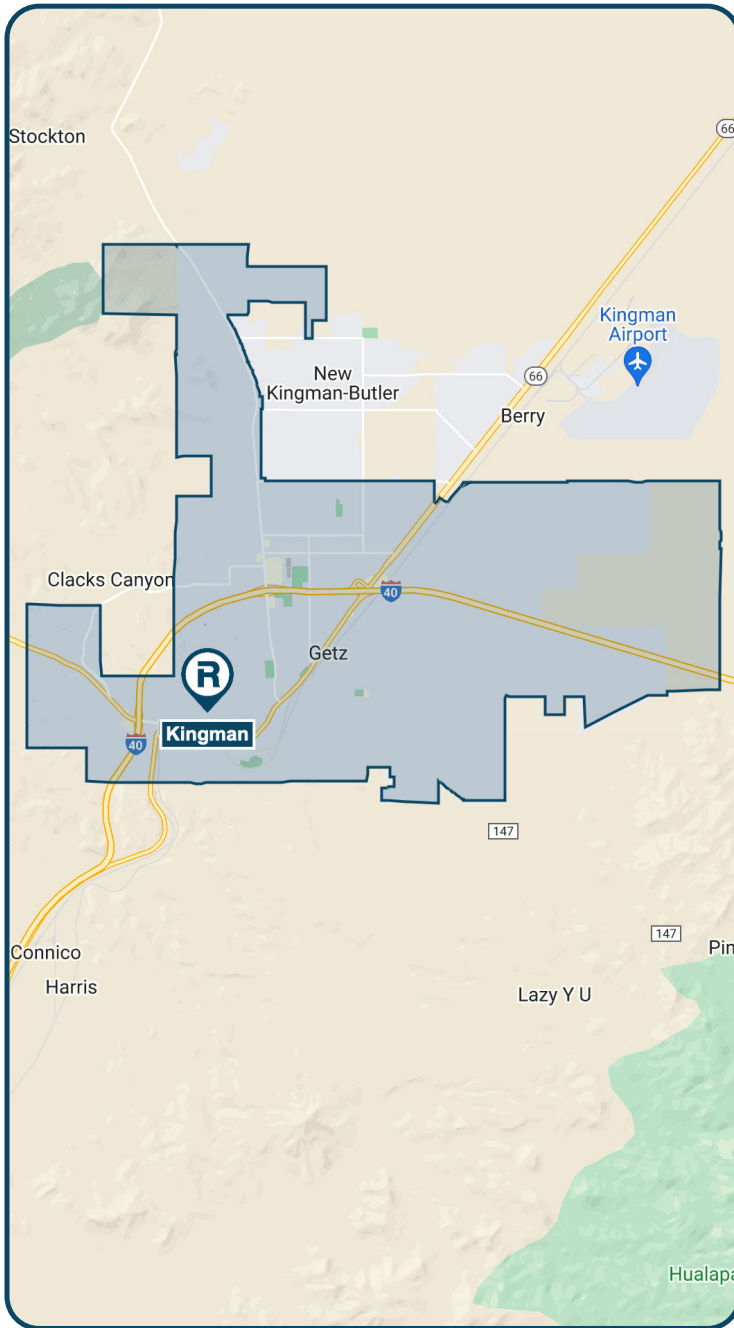 66
Stockton
Kingman
Airport
New
Kingman-Butler
66
Berry
Clacks Canyon
40
Getz
R
Kingman
40
147
147
Connico
Pin
Harris
Lazy Y U
Hualapa